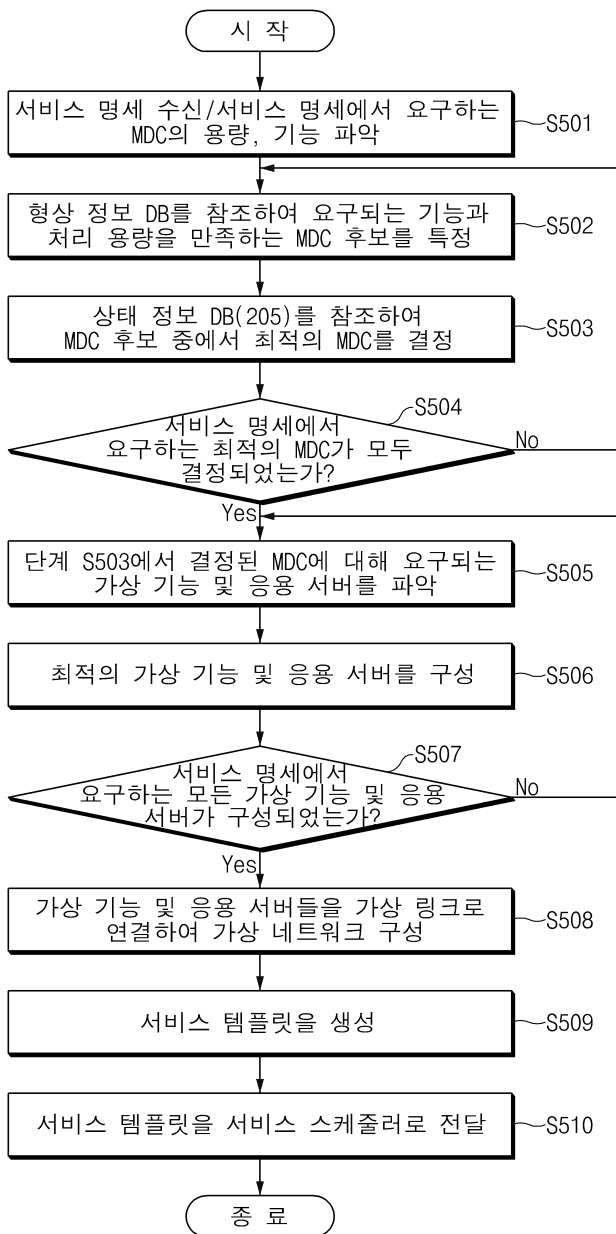 시 작
서비스 명세 수신/서비스 명세에서 요구하는
MDC의 용량, 기능 파악
S501
형상 정보 DB를 참조하여 요구되는 기능과
처리 용량을 만족하는 MDC 후보를 특정
S502
상태 정보 DB(205)를 참조하여
MDC 후보 중에서 최적의 MDC를 결정
S503
S504
서비스 명세에서
요구하는 최적의 MDC가 모두
결정되었는가?
No
Yes
단계 S503에서 결정된 MDC에 대해 요구되는
가상 기능 및 응용 서버를 파악
S505
최적의 가상 기능 및 응용 서버를 구성
S506
S507
서비스 명세에서
요구하는 모든 가상 기능 및 응용
서버가 구성되었는가?
No
Yes
가상 기능 및 응용 서버들을 가상 링크로
연결하여 가상 네트워크 구성
S508
서비스 템플릿을 생성
S509
서비스 템플릿을 서비스 스케줄러로 전달
S510
종 료